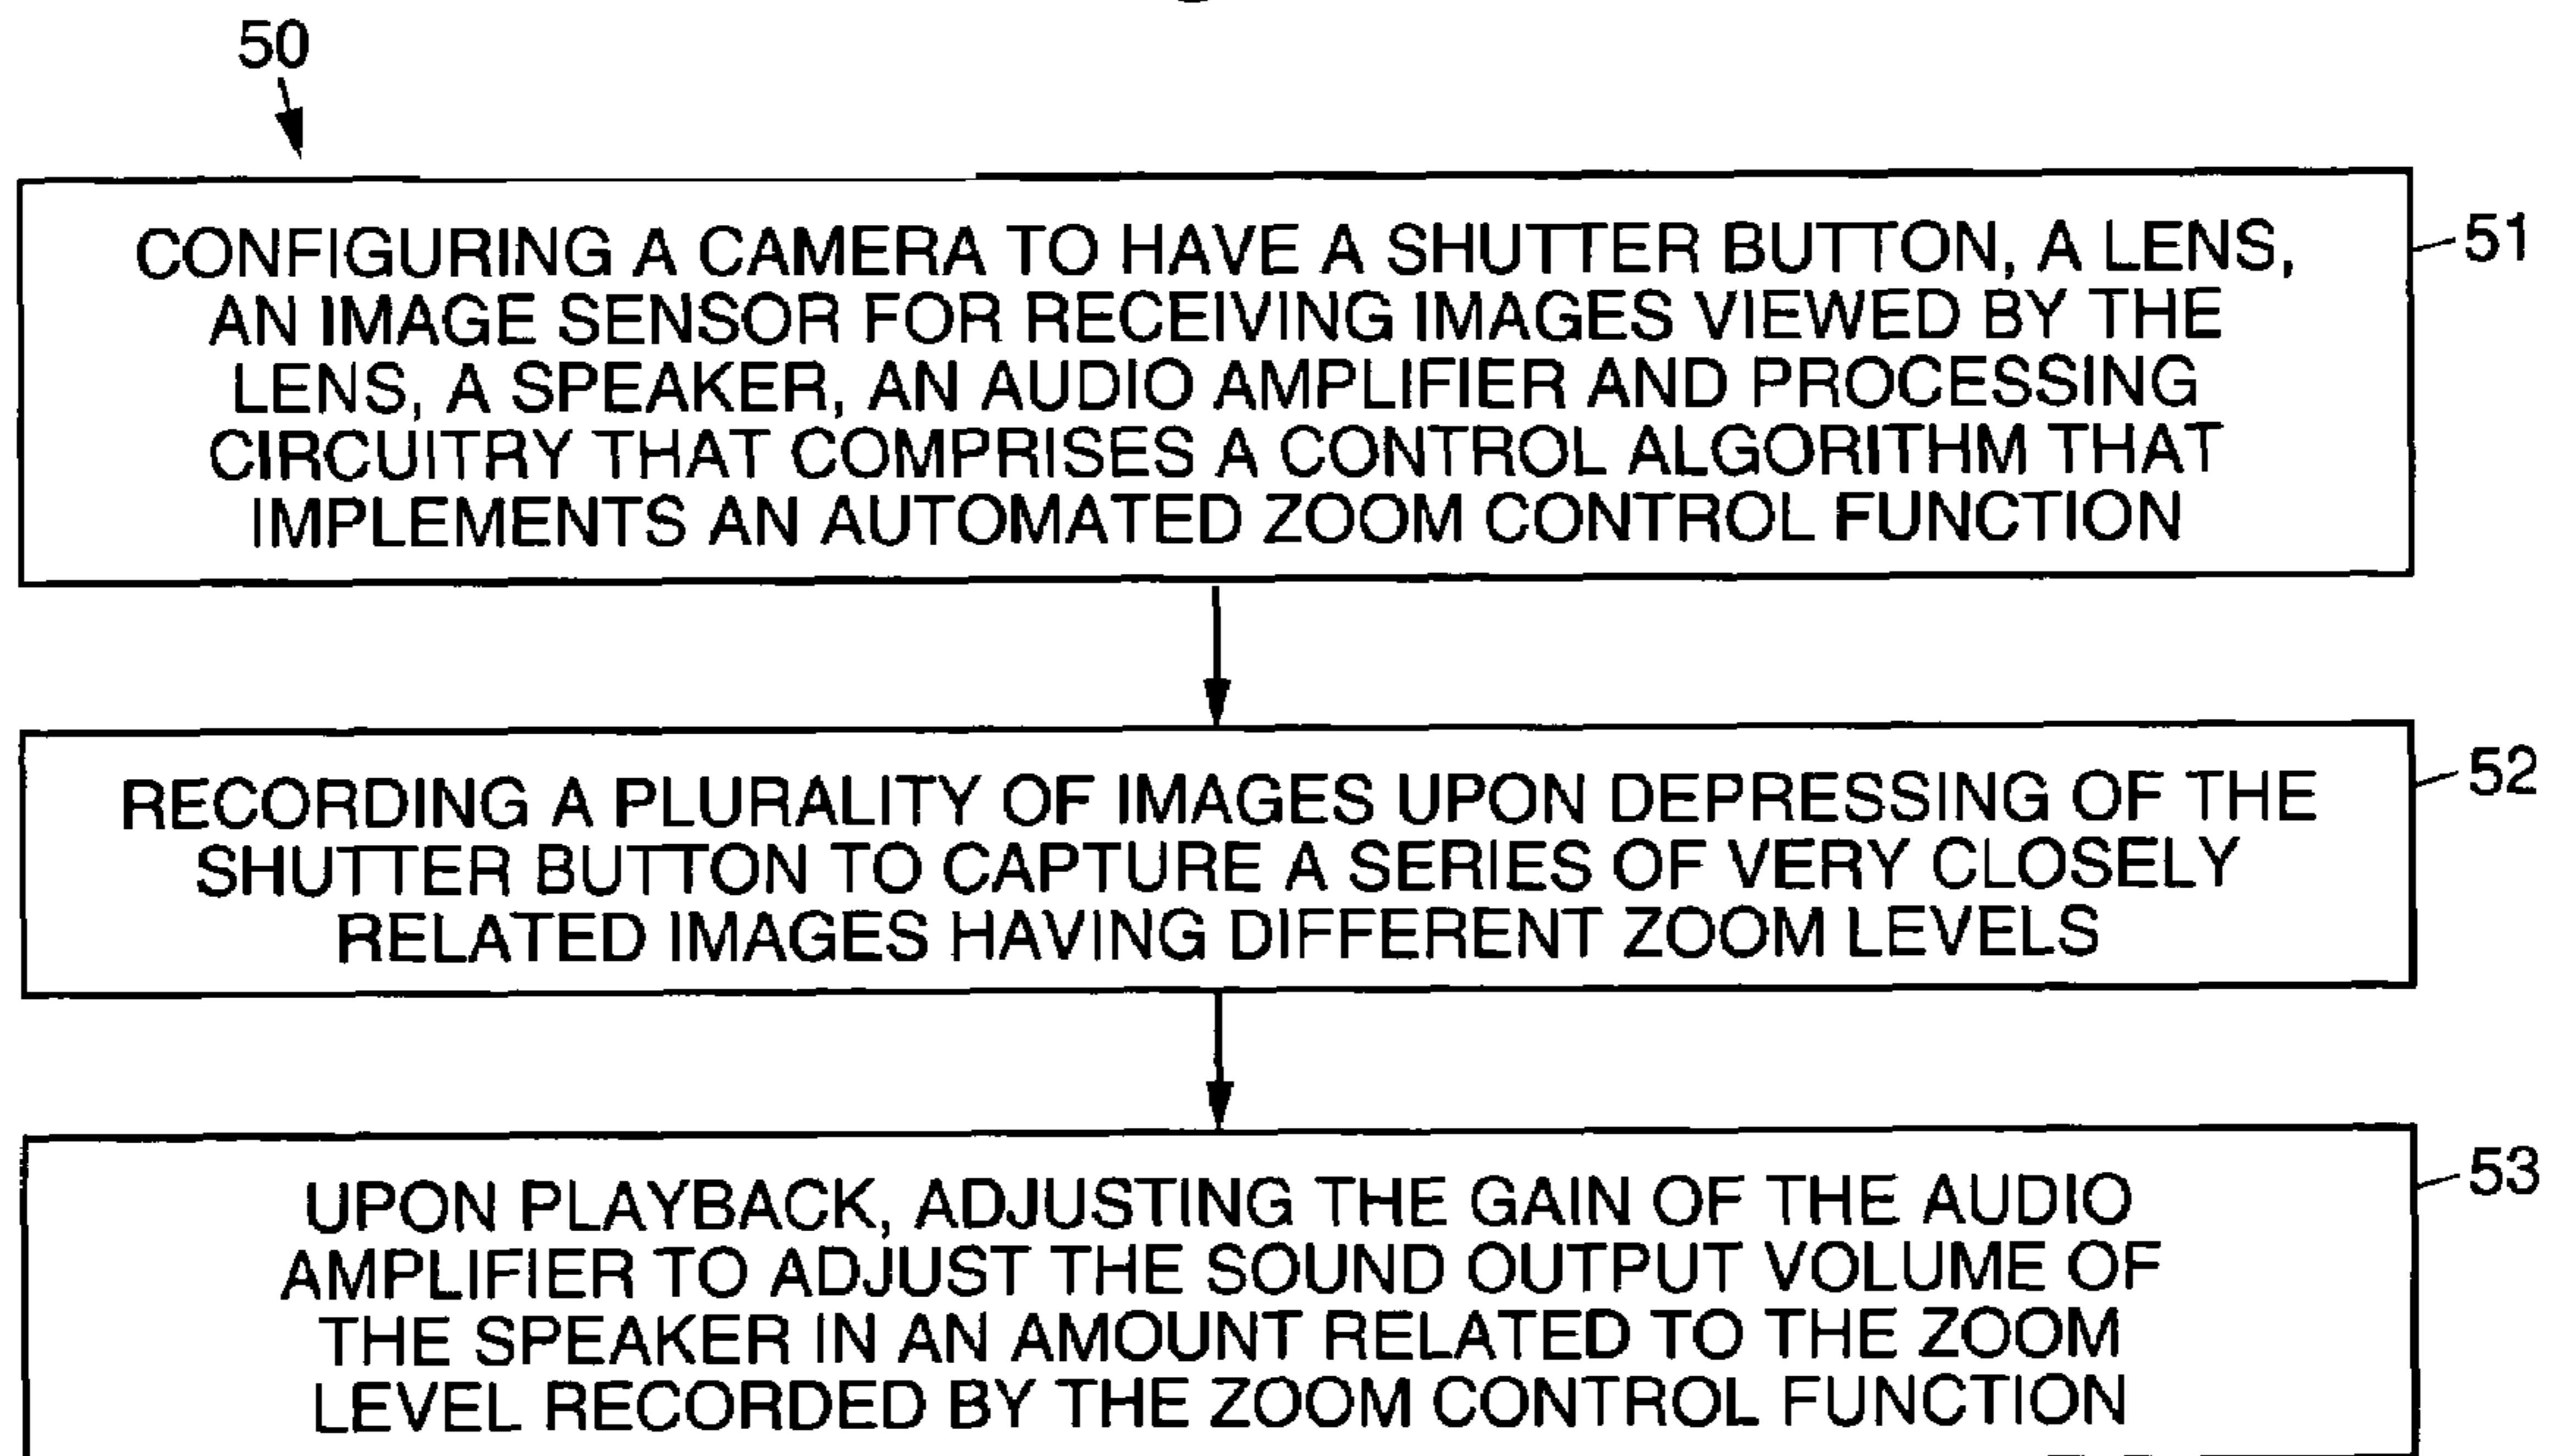 50
CONFIGURING A CAMERA TO HAVE A SHUTTER BUTTON, A LENS,
AN IMAGE SENSOR FOR RECEIVING IMAGES VIEWED BY THE
LENS, A SPEAKER, AN AUDIO AMPLIFIER AND PROCESSING
CIRCUITRY THAT COMPRISES A CONTROL ALGORITHM THAT
IMPLEMENTS AN AUTOMATED ZOOM CONTROL FUNCTION
51
RECORDING A PLURALITY OF IMAGES UPON DEPRESSING OF THE
SHUTTER BUTTON TO CAPTURE A SERIES OF VERY CLOSELY
RELATED IMAGES HAVING DIFFERENT ZOOM LEVELS
52
UPON PLAYBACK, ADJUSTING THE GAIN OF THE AUDIO
AMPLIFIER TO ADJUST THE SOUND OUTPUT VOLUME OF
THE SPEAKER IN AN AMOUNT RELATED TO THE ZOOM
LEVEL RECORDED BY THE ZOOM CONTROL FUNCTION
53